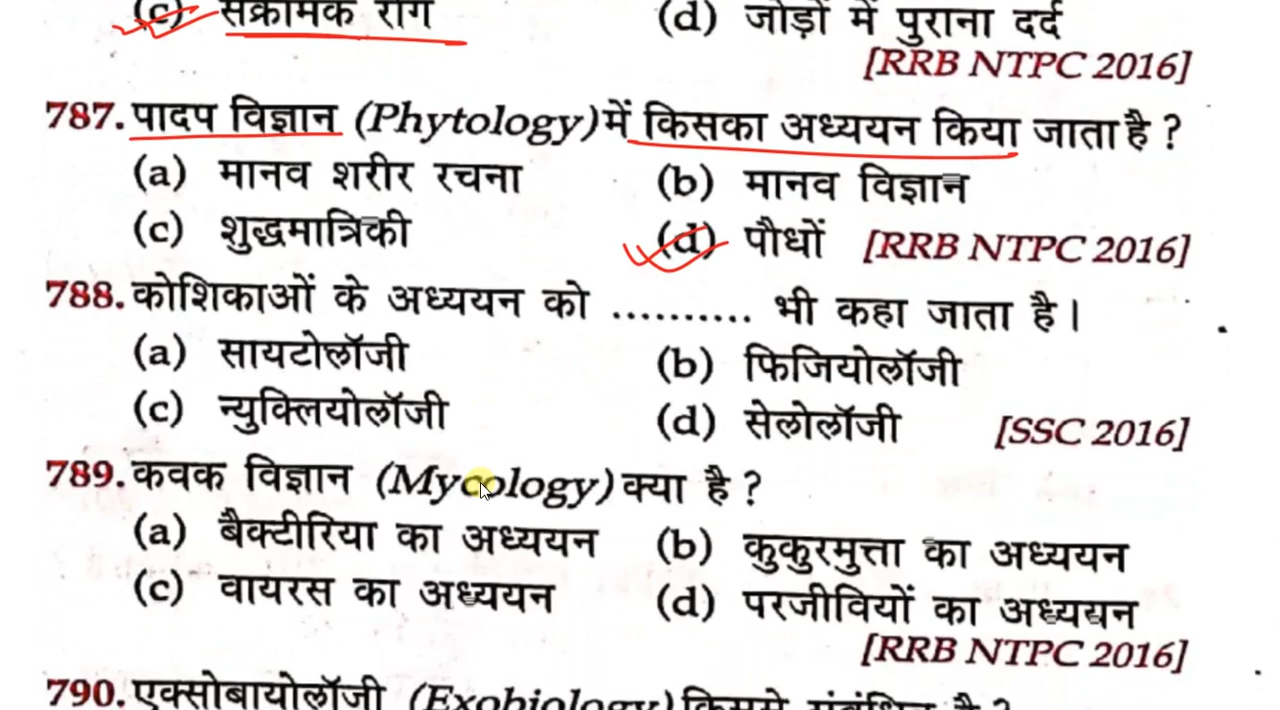 (c) संक्रामक रोग (d) जोड़ों में पुराना दर्द
[RRB NTPC 2016]
787. पादप विज्ञान (Phytology) में किसका अध्ययन किया जाता है ?
(a) मानव शरीर रचना (b) मानव विज्ञान
(c) शुद्धमात्रिकी (d) पौधों [RRB NTPC 2016]
788. कोशिकाओं के अध्ययन को .......... भी कहा जाता है।
(a) सायटोलॉजी (b) फिजियोलॉजी
(c) न्युक्लियोलॉजी (d) सेलोलॉजी [SSC 2016]
789. कवक विज्ञान (Mycology) क्या है ?
(a) बैक्टीरिया का अध्ययन (b) कुकुरमुत्ता का अध्ययन
(c) वायरस का अध्ययन (d) परजीवियों का अध्ययन
[RRB NTPC 2016]
790. एक्सोबायोलॉजी (Exobiology) किससे संबंधित है ?